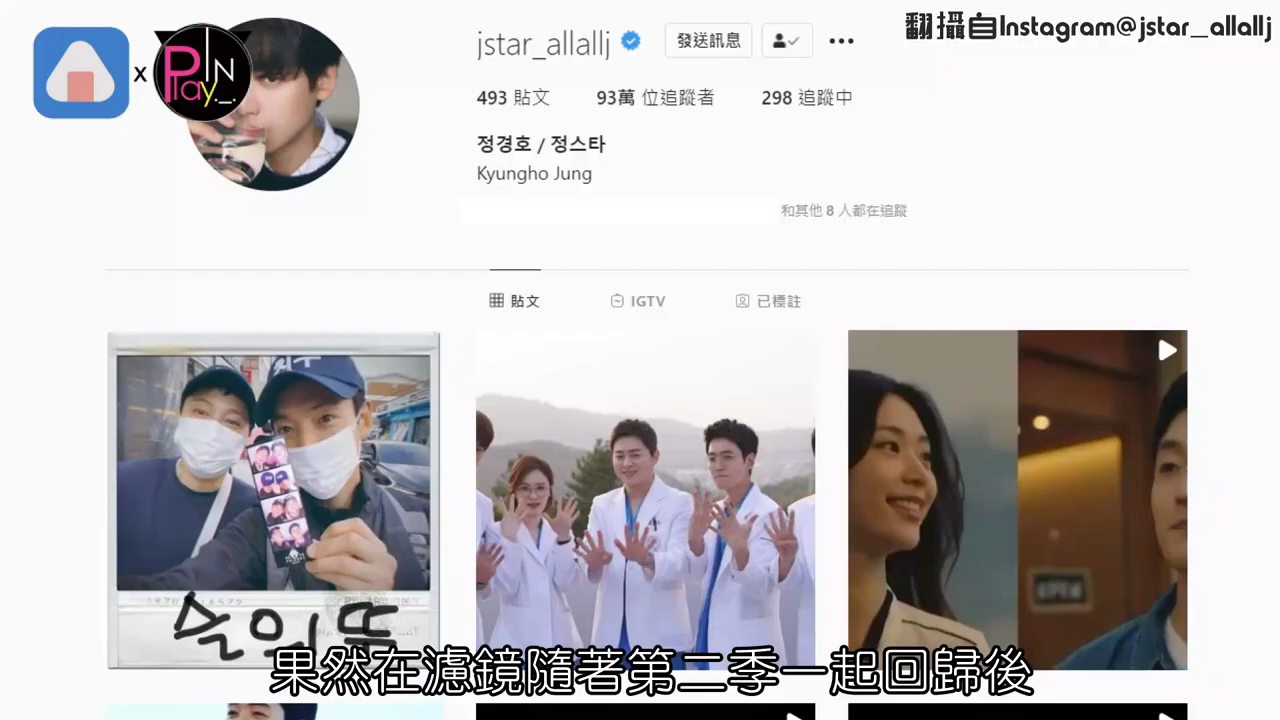 翻攝自Instagram@jstar_allallj
x
PlayIN
jstar_allallj
發送訊息
493 貼文
93萬 位追蹤者
298 追蹤中
정경호 / 정스타
Kyungho Jung
和其他 8 人都在追蹤
貼文
IGTV
已標註
OPEN
果然在濾鏡隨著第二季一起回歸後